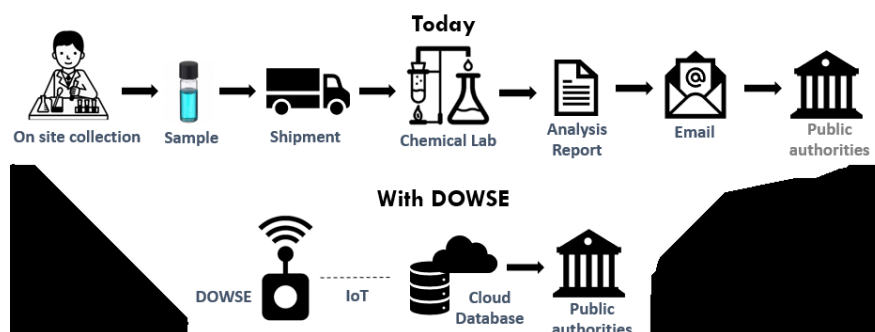 Today
On site collection
Sample
Shipment
Chemical Lab
Analysis
Report
@
Email
Public
authorities
With DOWSE
DOWSE
IoT
Cloud
Database
Public
authorities